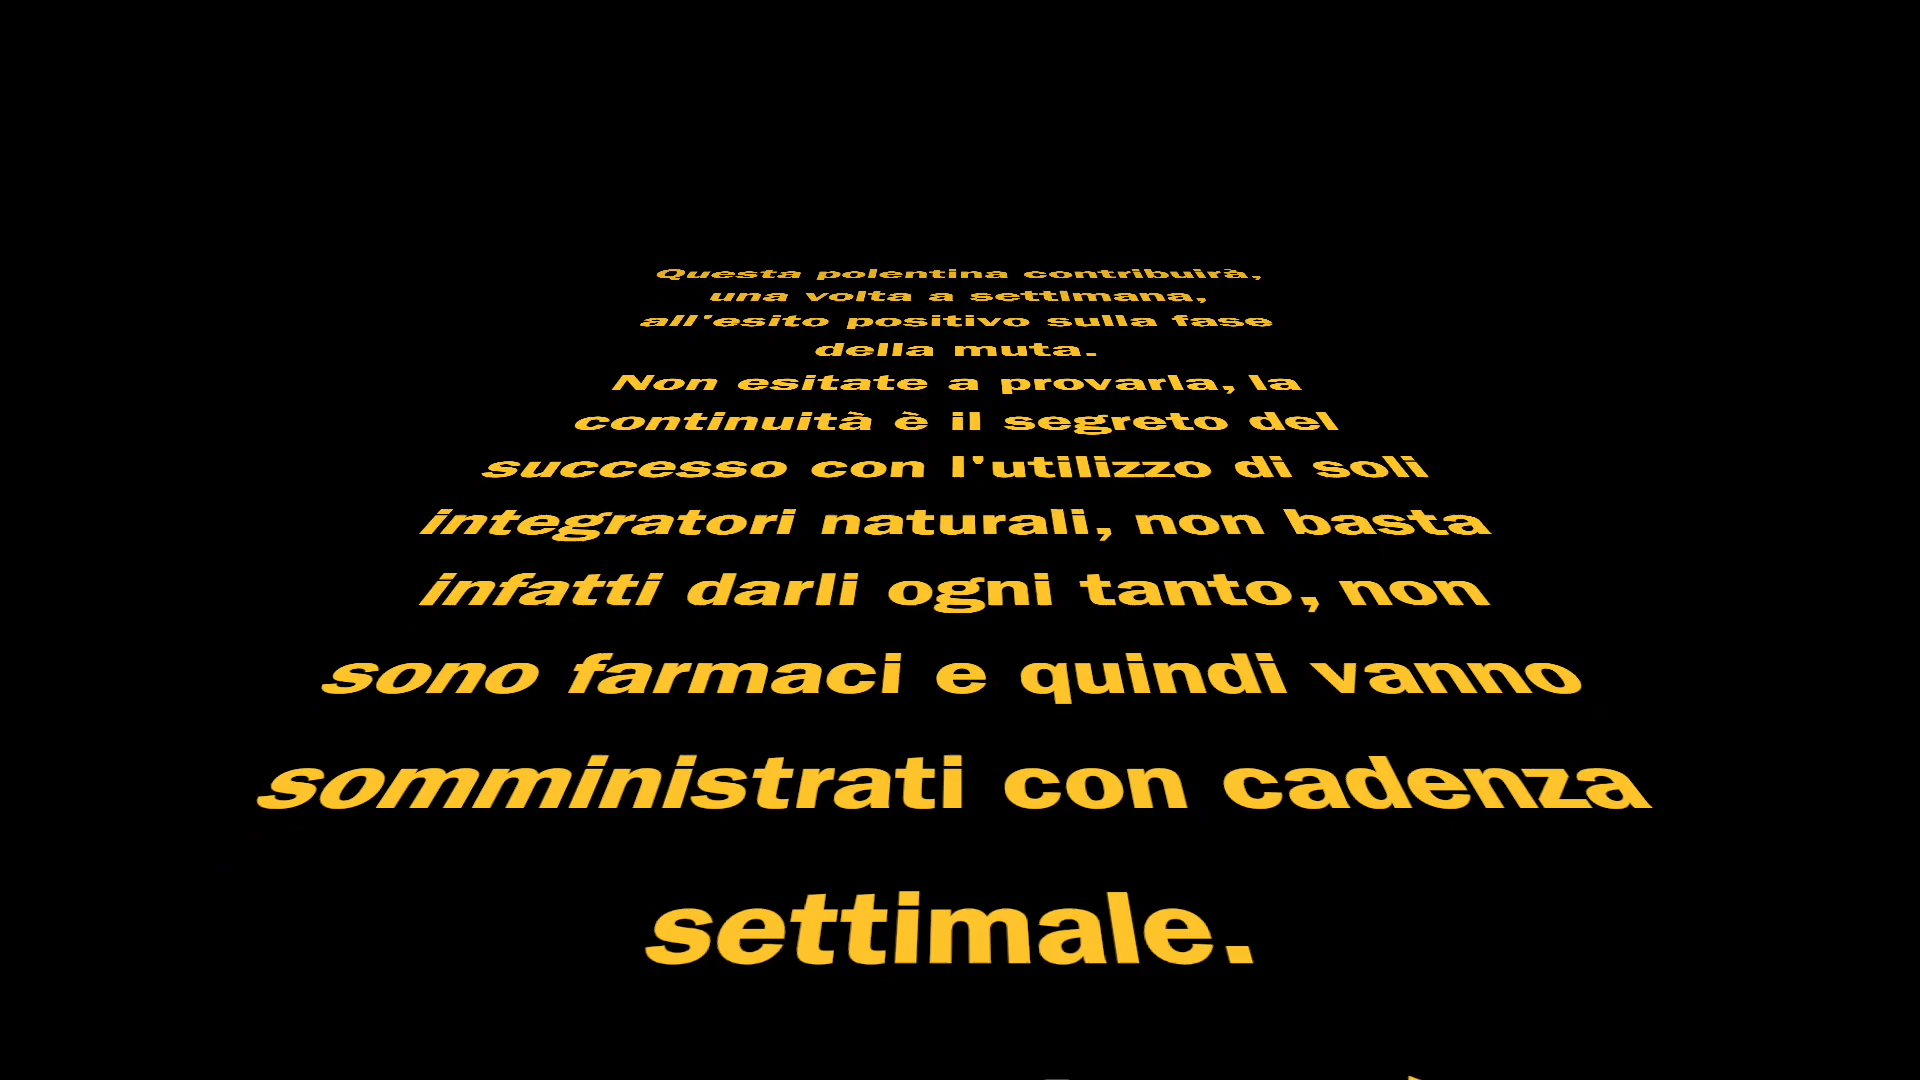 Questa polentina contribuirà,
una volta a settimana,
all'esito positivo sulla fase
della muta.
Non esitate a provarla, la
continuità è il segreto del
successo con l'utilizzo di soli
integratori naturali, non basta
infatti darli ogni tanto, non
sono farmaci e quindi vanno
somministrati con cadenza
settimale.